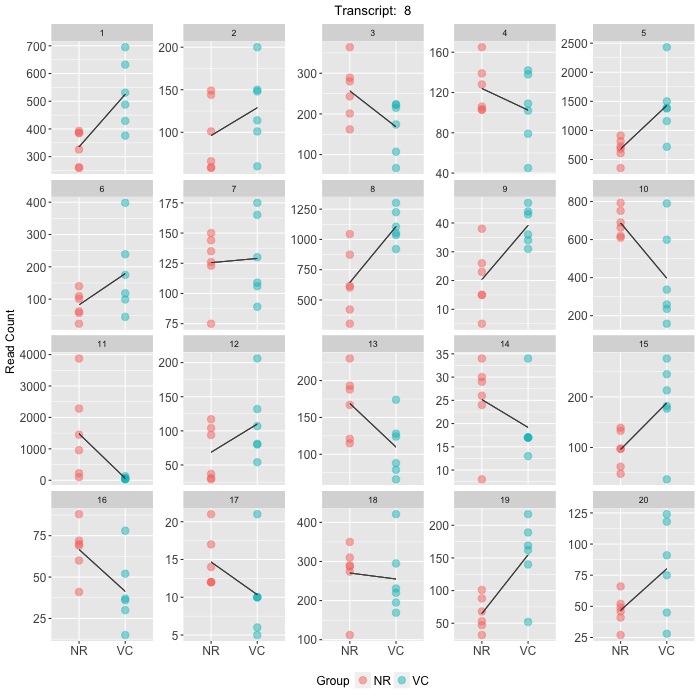 Transcript: 8
1 2 3 4 5
700 600 500 400 300
200 150 100
300 200 100
160 120 80 40
2500 2000 1500 1000 500
6 7 8 9 10
400 300 200 100
175 150 125 100 75
1250 1000 750 500
40 30 20 10
800 600 400 200
Read Count
11 12 13 14 15
4000 3000 2000 1000 0
200 150 100 50
200 150 100
35 30 25 20 15 10
200 100
16 17 18 19 20
75 50 25
20 15 10 5
400 300 200 100
200 150 100 50
125 100 75 50 25
NR VC NR VC NR VC NR VC NR VC
Group NR VC